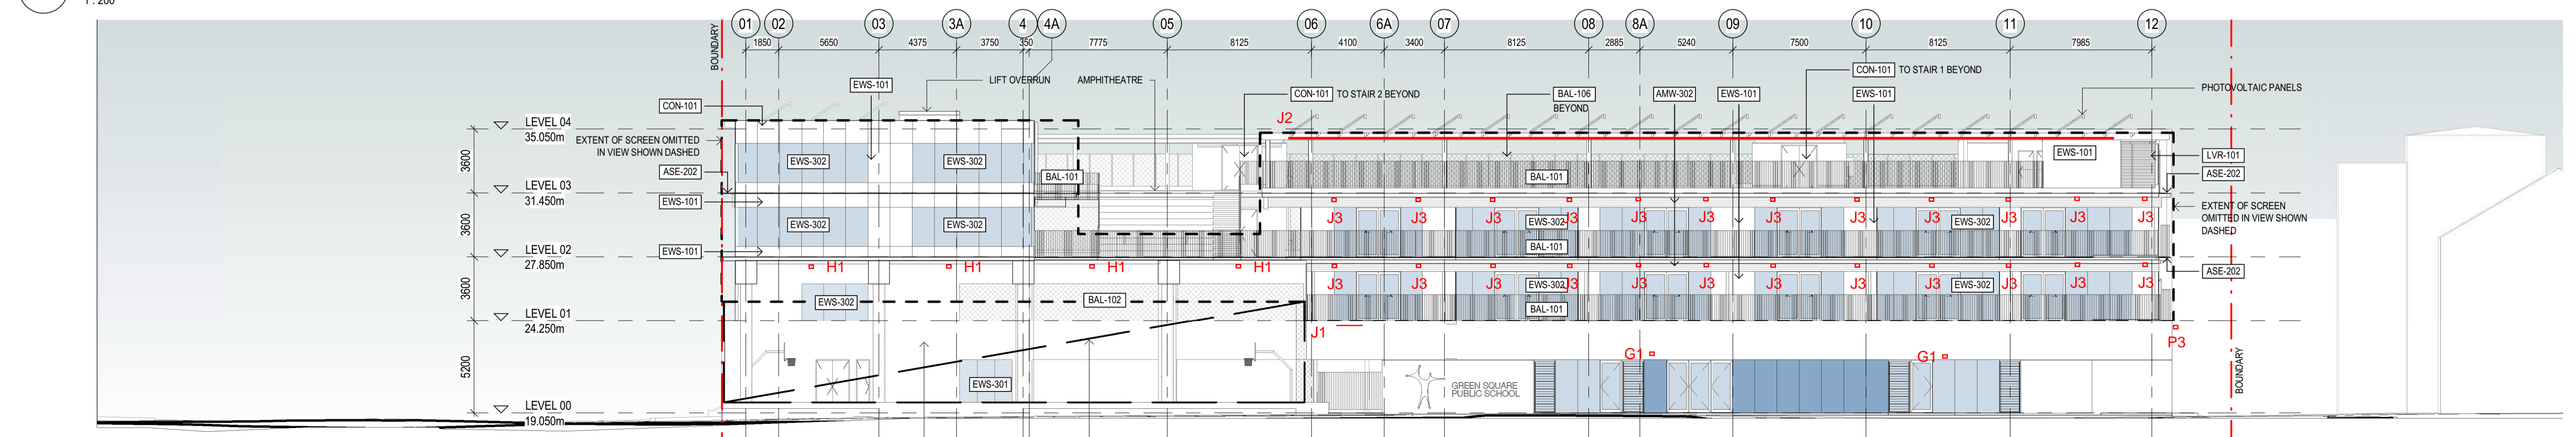 1 : 200
01 02 03 3A 4 4A 05 06 6A 07 08 8A 09 10 11 12
BOUNDARY
1850 5650 4375 3750 350 7775 8125 4100 3400 8125 2885 5240 7500 8125 7985
EWS-101
LIFT OVERRUN
AMPHITHEATRE
CON-101 TO STAIR 1 BEYOND
CON-101
CON-101 TO STAIR 2 BEYOND
BAL-106
BEYOND
AMW-302
EWS-101
EWS-101
PHOTOVOLTAIC PANELS
LEVEL 04
35.050m
EXTENT OF SCREEN OMITTED
IN VIEW SHOWN DASHED
J2
3600
EWS-302 EWS-302
EWS-101
LVR-101
ASE-202
BAL-101
BAL-101
ASE-202
LEVEL 03
31.450m
EWS-101
J3 J3 J3 J3 J3 J3 J3 J3 J3 J3 J3 J3
EXTENT OF SCREEN
OMITTED IN VIEW SHOWN
DASHED
3600
EWS-302 EWS-302
EWS-302 EWS-302
BAL-101
EWS-101
LEVEL 02
27.850m
H1 H1 H1 H1
ASE-202
J3 J3 J3 J3 J3 J3 J3 J3 J3 J3 J3 J3
3600
EWS-302
BAL-102
EWS-302 EWS-302
BAL-101
LEVEL 01
24.250m
J1
P3
G1 G1
BOUNDARY
5200
EWS-301
GREEN SQUARE
PUBLIC SCHOOL
LEVEL 00
19.050m